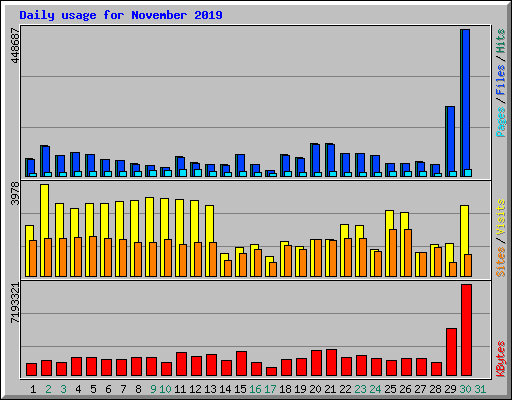 Daily usage for November 2019
448687
Pages / Files / Hits
3978
Sites / Visits
7193321
KBytes
1 2 3 4 5 6 7 8 9 10 11 12 13 14 15 16 17 18 19 20 21 22 23 24 25 26 27 28 29 30 31